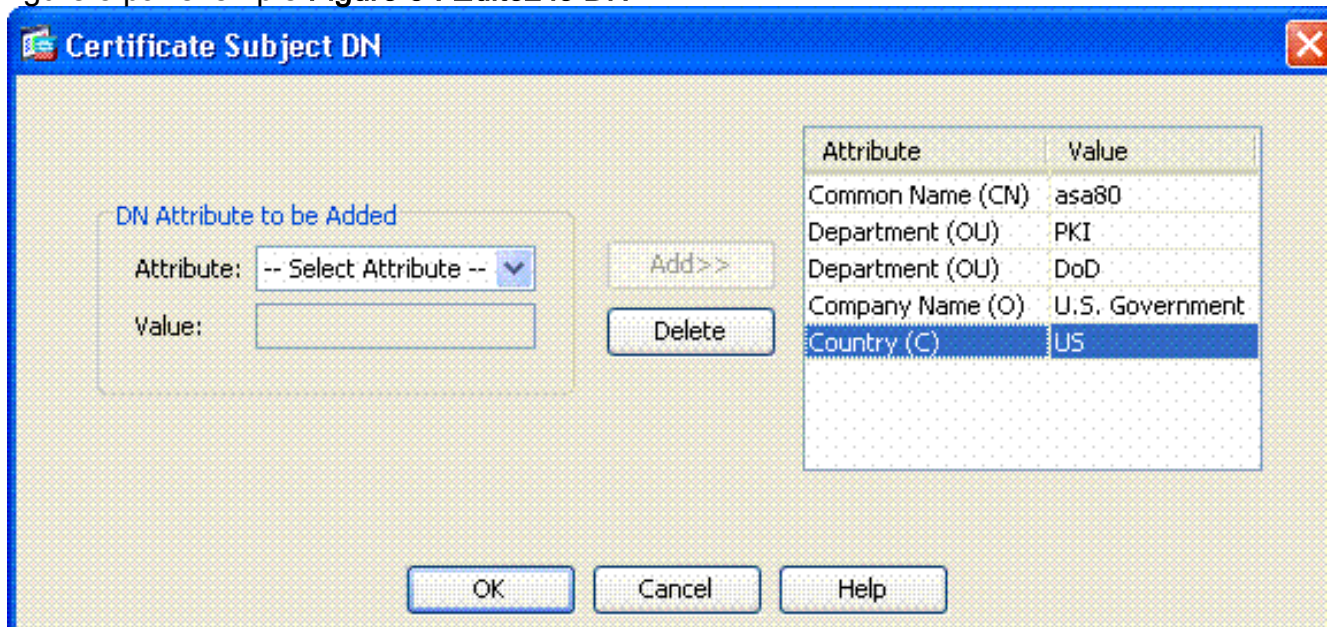 Certificate Subject DN
DN Attribute to be Added
Attribute: -- Select Attribute --
Value:
Add>>
Delete
Attribute Value
Common Name (CN) asa80
Department (OU) PKI
Department (OU) DoD
Company Name (O) U.S. Government
Country (C) US
OK Cancel Help